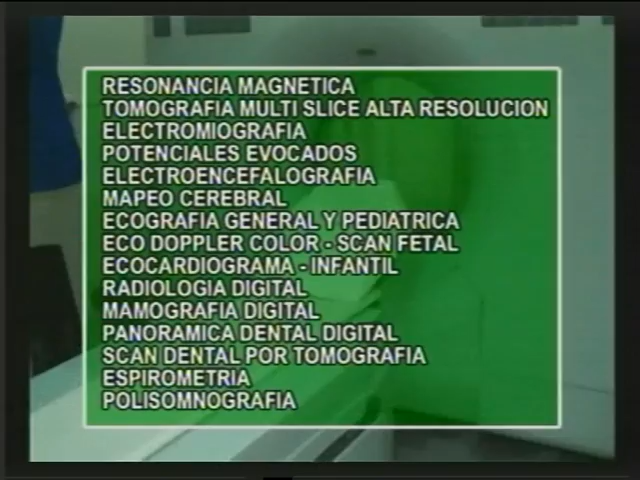 RESONANCIA MAGNETICA
TOMOGRAFIA MULTI SLICE ALTA RESOLUCION
ELECTROMIOGRAFIA
POTENCIALES EVOCADOS
ELECTROENCEFALOGRAFIA
MAPEO CEREBRAL
ECOGRAFIA GENERAL Y PEDIATRICA
ECO DOPPLER COLOR - SCAN FETAL
ECOCARDIOGRAMA - INFANTIL
RADIOLOGIA DIGITAL
MAMOGRAFIA DIGITAL
PANORAMICA DENTAL DIGITAL
SCAN DENTAL POR TOMOGRAFIA
ESPIROMETRIA
POLISOMNOGRAFIA